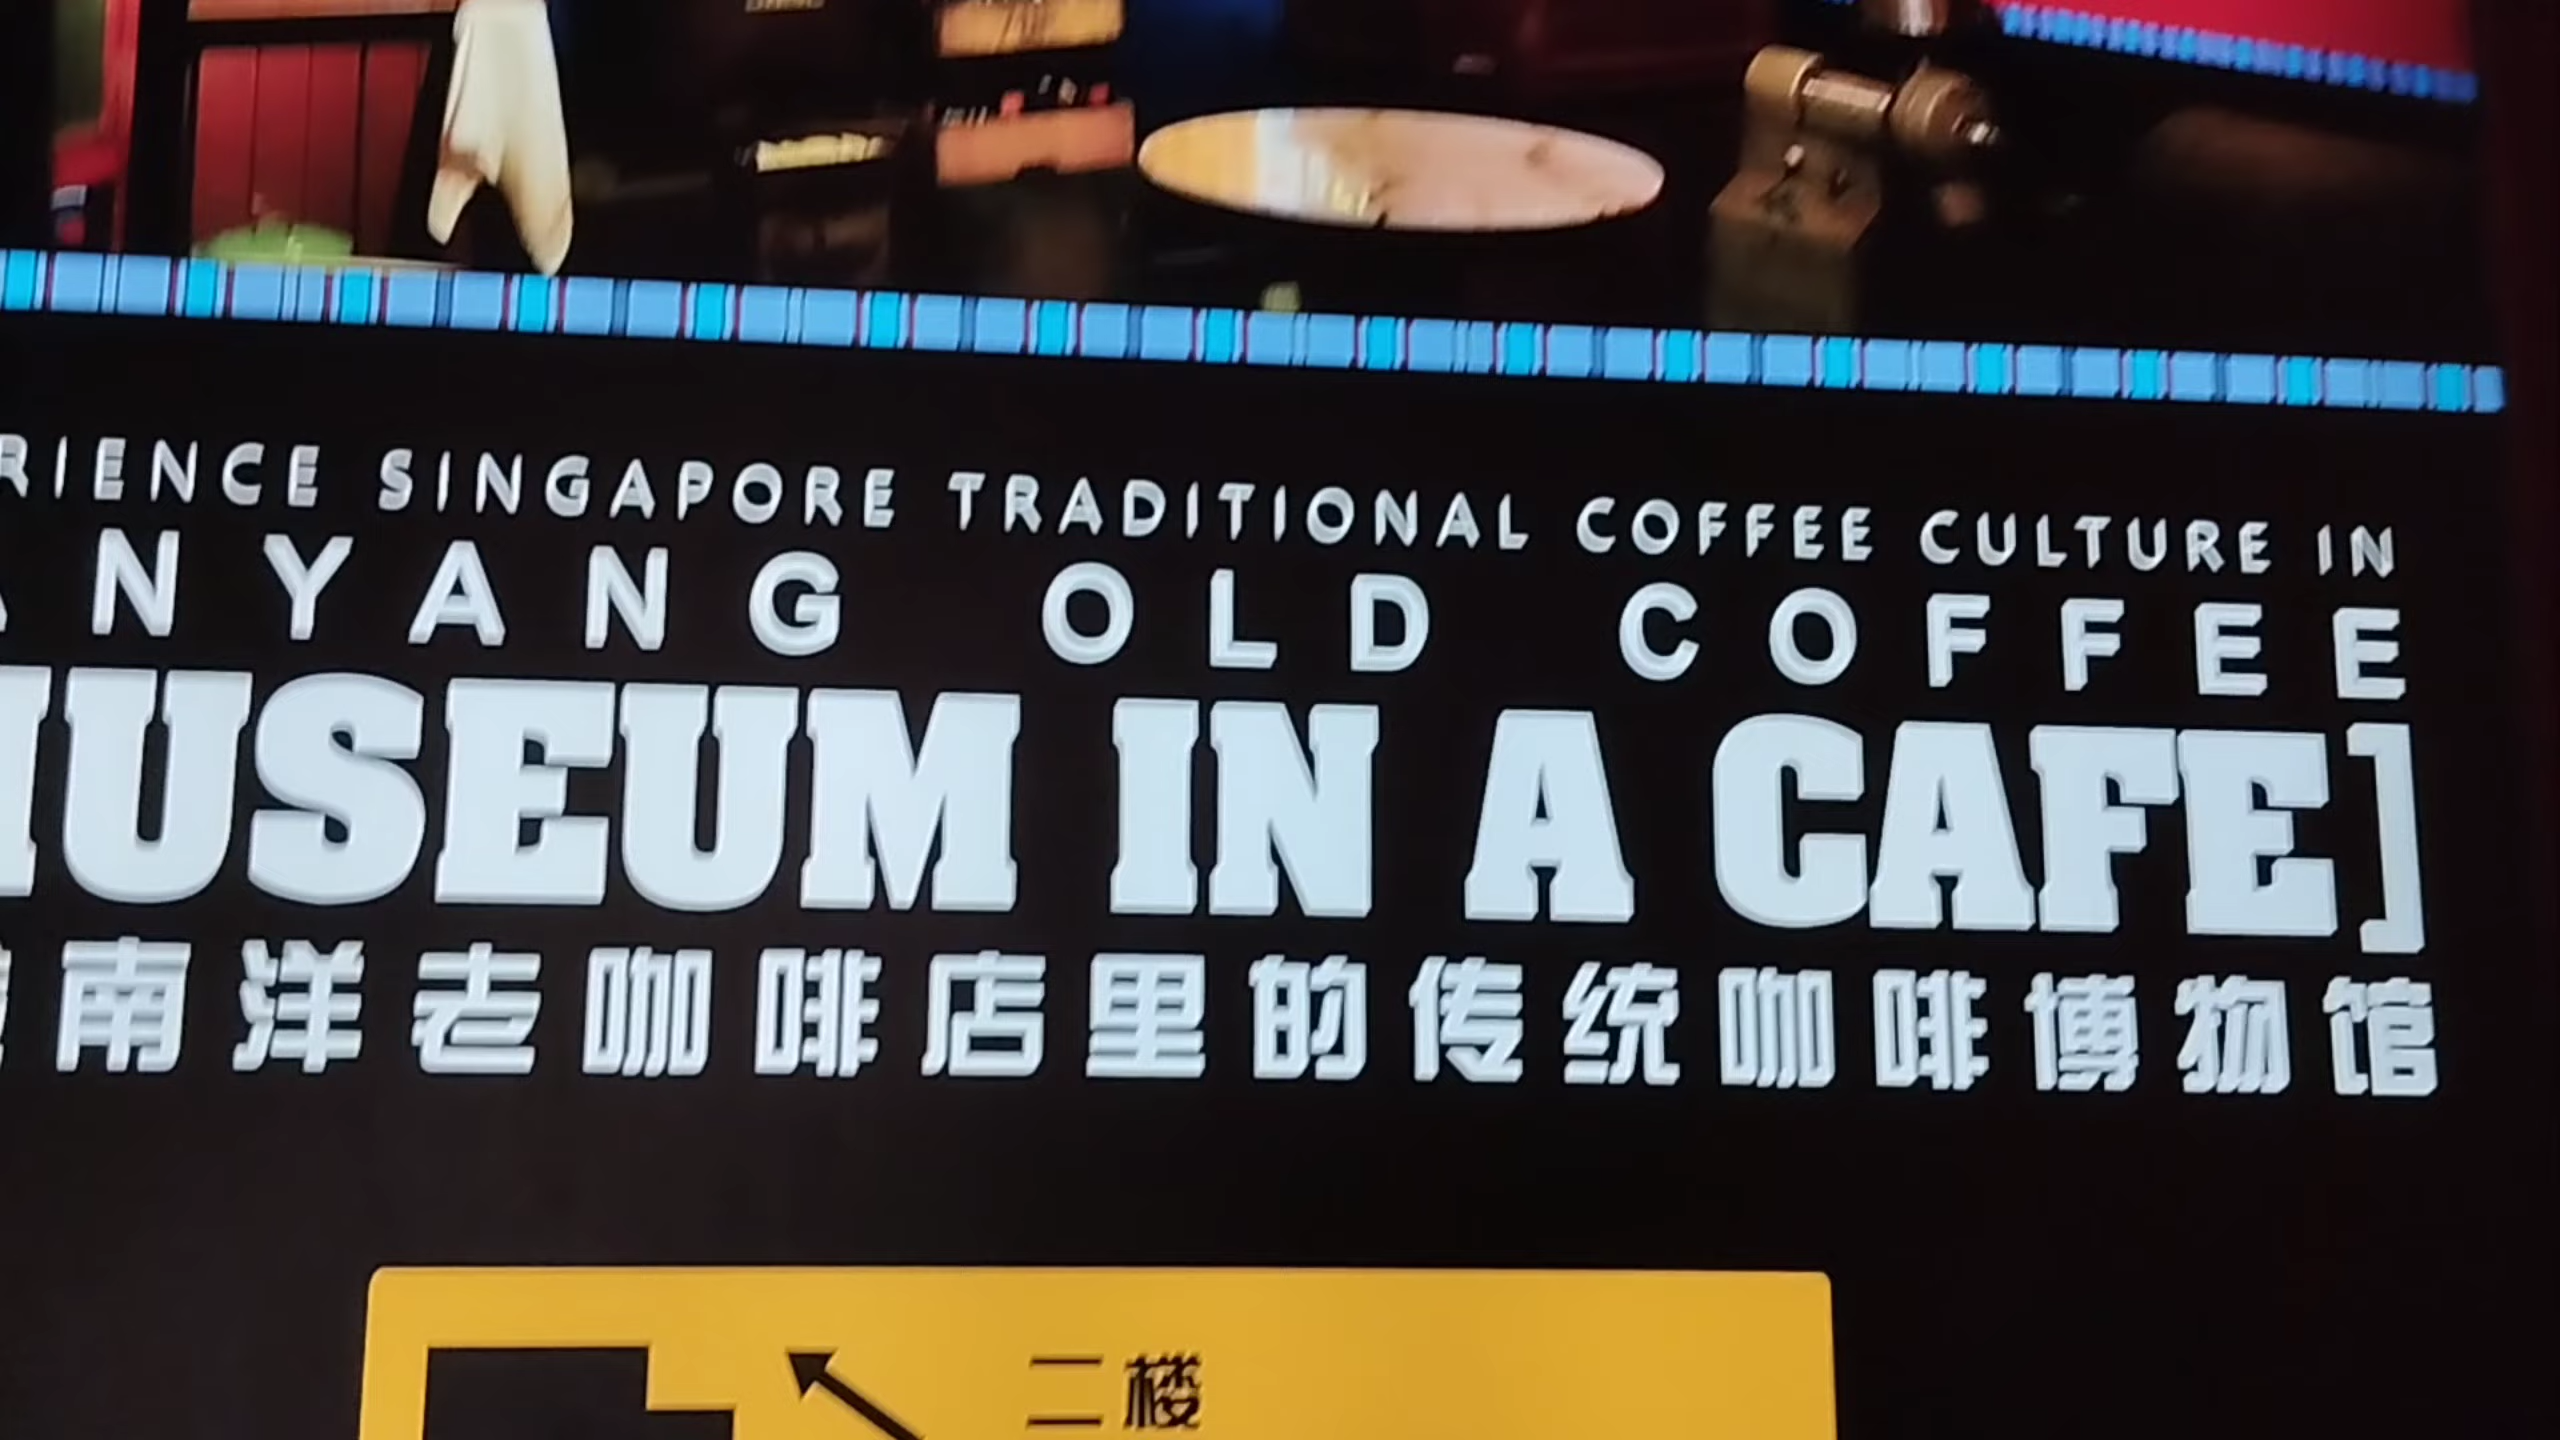 RIENCE SINGAPORE TRADITIONAL COFFEE CULTURE IN
ANYANG OLD COFFEE
MUSEUM IN A CAFE]
南洋老咖啡店里的传统咖啡博物馆
二楼